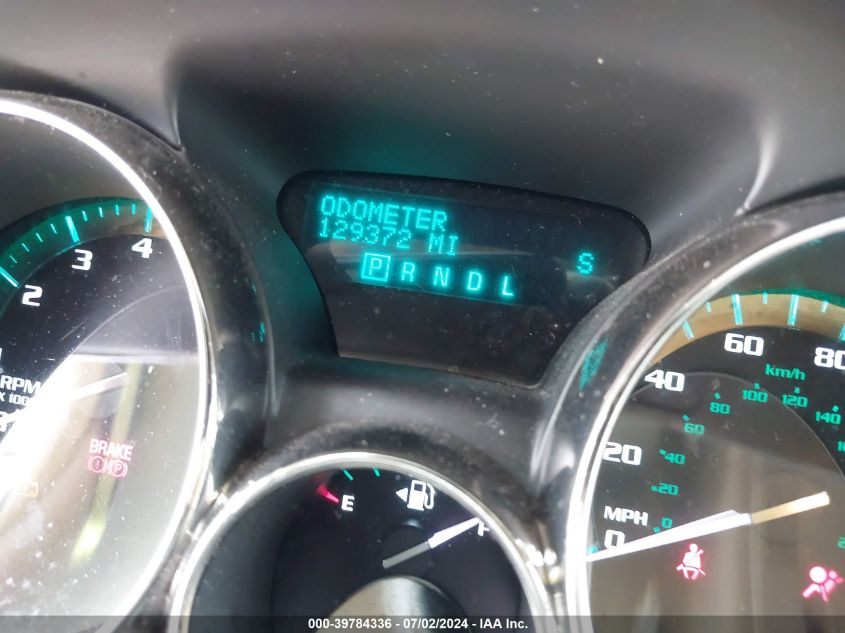 ODOMETER
129372 MI
S
P R N D L
2
3
4
RPM
X 100
BRAKE
P
E
F
0
20
40
60
80
MPH
km/h
0
20
40
60
80
100
120
140
000-39784336 - 07/02/2024 - IAA Inc.